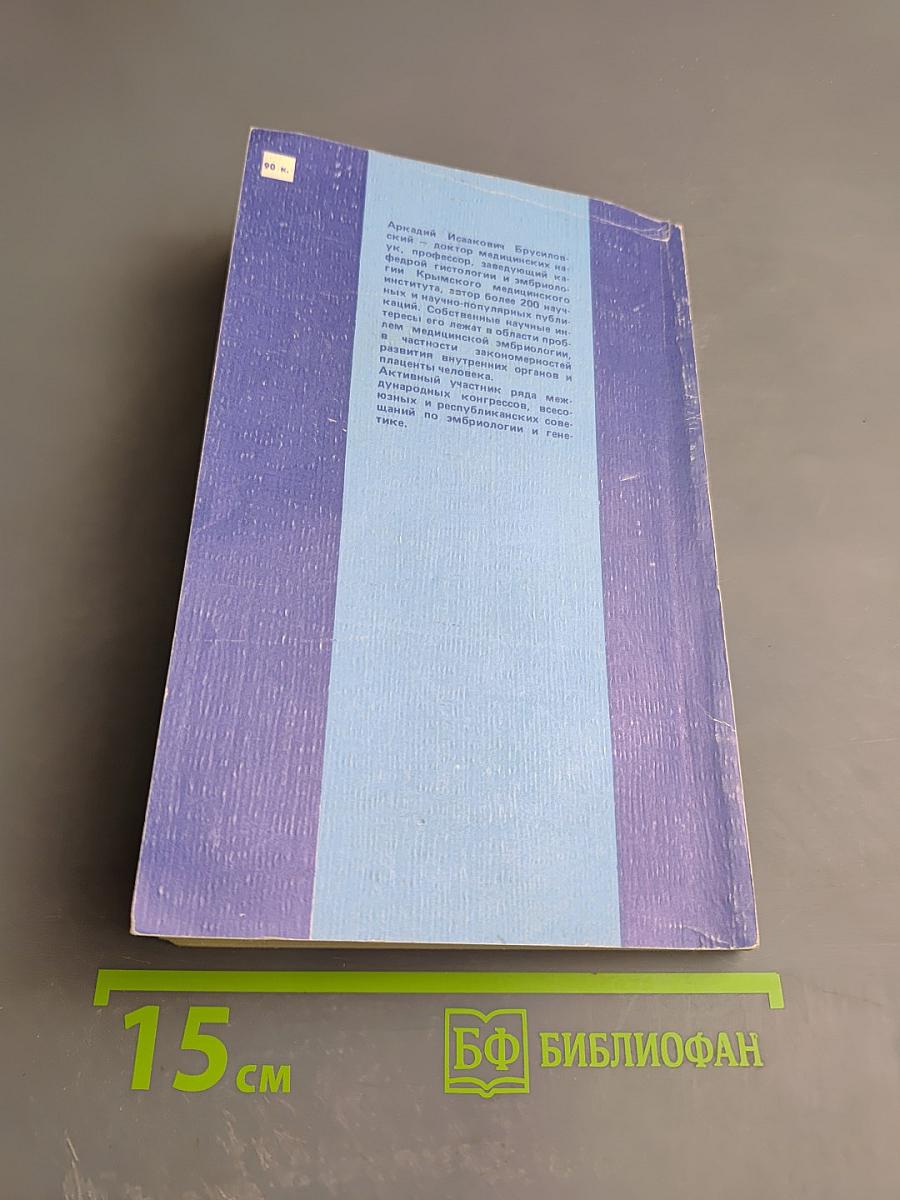 90 к.
Аркадий Исаакович Брусилов-
ский — доктор медицинских на-
ук, профессор, заведующий ка-
федрой гистологии и эмбриоло-
гии Крымского медицинского
института, автор более 200 науч-
ных и научно-популярных публи-
каций. Собственные научные ин-
тересы его лежат в области проб-
лем медицинской эмбриологии,
в частности закономерностей
развития внутренних органов и
плаценты человека.
Активный участник ряда меж-
дународных конгрессов, всесо-
юзных и республиканских сове-
щаний по эмбриологии и гене-
тике.
15 см
БФ БИБЛИОФАН